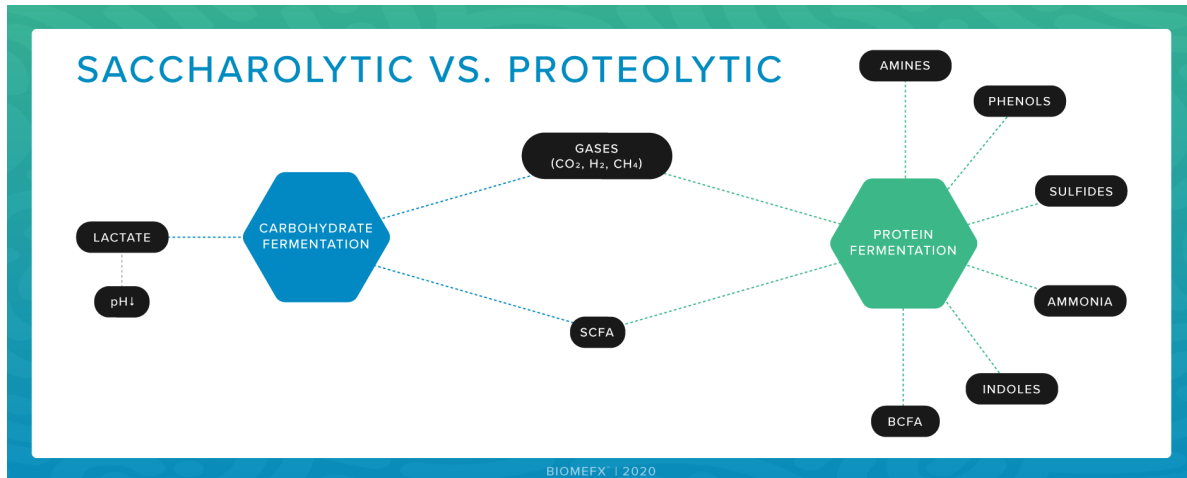 SACCHAROLYTIC VS. PROTEOLYTIC
AMINES
PHENOLS
GASES
(CO₂, H₂, CH₄)
SULFIDES
CARBOHYDRATE
FERMENTATION
LACTATE
PROTEIN
FERMENTATION
pH↓
AMMONIA
SCFA
INDOLES
BCFA
BIOMEFX™ | 2020